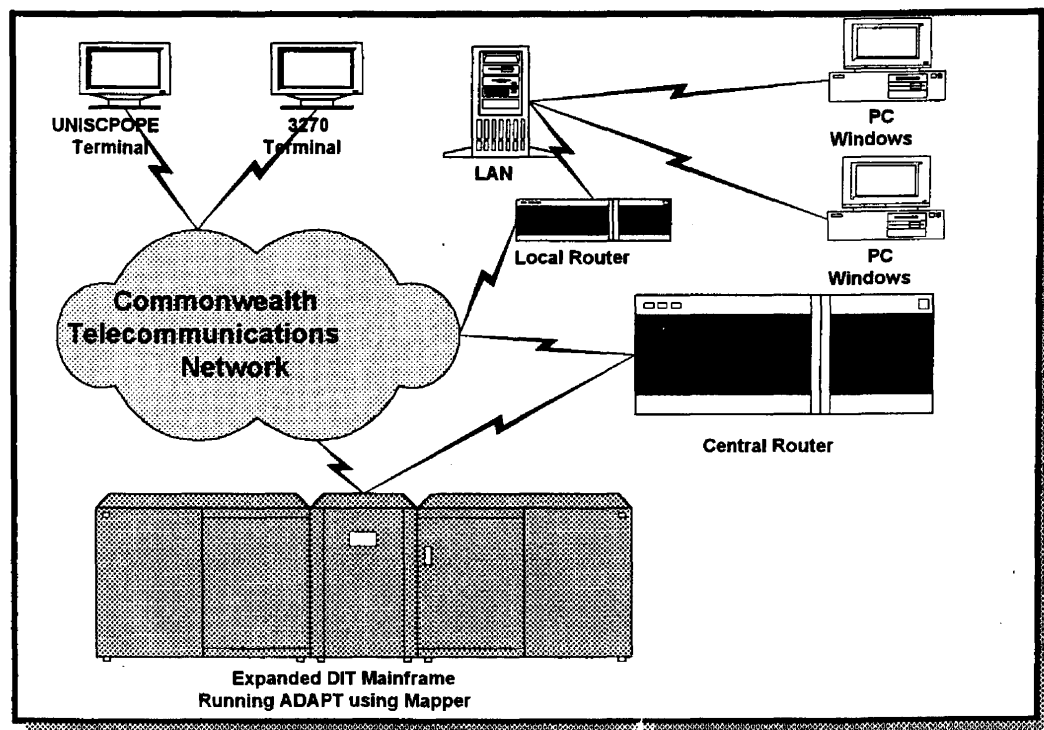 UNISCPOPE
Terminal
3270
Terminal
LAN
PC
Windows
Local Router
PC
Windows
Commonwealth
Telecommunications
Network
Central Router
Expanded DIT Mainframe
Running ADAPT using Mapper